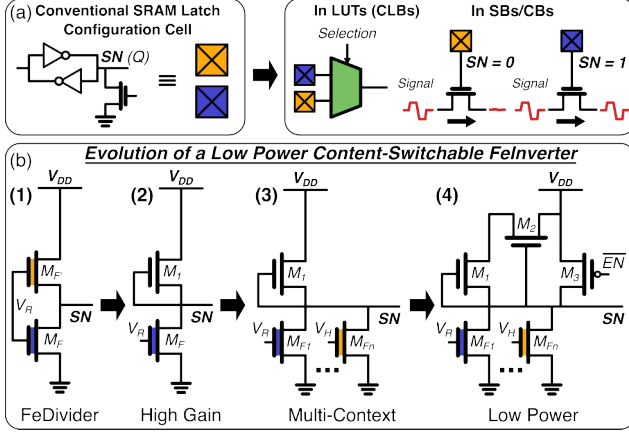 (a)
Conventional SRAM Latch
Configuration Cell
SN (Q)
≡
In LUTs (CLBs)
In SBs/CBs
Selection
SN = 0
SN = 1
Signal
Signal
(b)
Evolution of a Low Power Content-Switchable FeInverter
(1)
(2)
(3)
(4)
VDD
VDD
VDD
VDD
MF'
M1
M1
M2
M1
M3
EN
VR
SN
SN
SN
SN
MF
VR
MF
VR
MF1
VH
MFn
VR
MF1
VH
MFn
...
...
FeDivider
High Gain
Multi-Context
Low Power